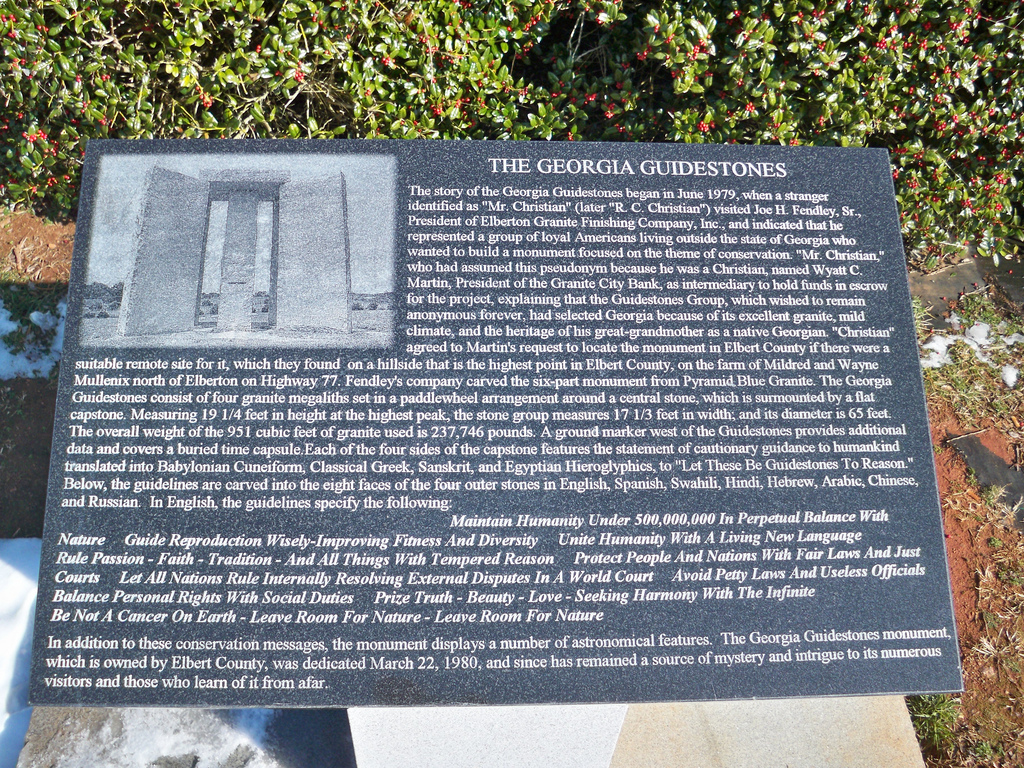 THE GEORGIA GUIDESTONES
The story of the Georgia Guidestones began in June 1979, when a stranger
identified as "Mr. Christian" (later "R. C. Christian") visited Joe H. Fendley, Sr.,
President of Elberton Granite Finishing Company, Inc., and indicated that he
represented a group of loyal Americans living outside the state of Georgia who
wanted to build a monument focused on the theme of conservation. "Mr. Christian,"
who had assumed this pseudonym because he was a Christian, named Wyatt C.
Martin, President of the Granite City Bank, as intermediary to hold funds in escrow
for the project, explaining that the Guidestones Group, which wished to remain
anonymous forever, had selected Georgia because of its excellent granite, mild
climate, and the heritage of his great-grandmother as a native Georgian. "Christian"
agreed to Martin's request to locate the monument in Elbert County if there were a
suitable remote site for it, which they found on a hillside that is the highest point in Elbert County, on the farm of Mildred and Wayne
Mullenix north of Elberton on Highway 77. Fendley's company carved the six-part monument from Pyramid Blue Granite. The Georgia
Guidestones consist of four granite megaliths set in a paddlewheel arrangement around a central stone, which is surmounted by a flat
capstone. Measuring 19 1/4 feet in height at the highest peak, the stone group measures 17 1/3 feet in width, and its diameter is 65 feet.
The overall weight of the 951 cubic feet of granite used is 237,746 pounds. A ground marker west of the Guidestones provides additional
data and covers a buried time capsule.Each of the four sides of the capstone features the statement of cautionary guidance to humankind
translated into Babylonian Cuneiform, Classical Greek, Sanskrit, and Egyptian Hieroglyphics, to "Let These Be Guidestones To Reason."
Below, the guidelines are carved into the eight faces of the four outer stones in English, Spanish, Swahili, Hindi, Hebrew, Arabic, Chinese,
and Russian. In English, the guidelines specify the following:
Maintain Humanity Under 500,000,000 In Perpetual Balance With
Nature Guide Reproduction Wisely-Improving Fitness And Diversity Unite Humanity With A Living New Language
Rule Passion - Faith - Tradition - And All Things With Tempered Reason Protect People And Nations With Fair Laws And Just
Courts Let All Nations Rule Internally Resolving External Disputes In A World Court Avoid Petty Laws And Useless Officials
Balance Personal Rights With Social Duties Prize Truth - Beauty - Love - Seeking Harmony With The Infinite
Be Not A Cancer On Earth - Leave Room For Nature - Leave Room For Nature
In addition to these conservation messages, the monument displays a number of astronomical features. The Georgia Guidestones monument,
which is owned by Elbert County, was dedicated March 22, 1980, and since has remained a source of mystery and intrigue to its numerous
visitors and those who learn of it from afar.